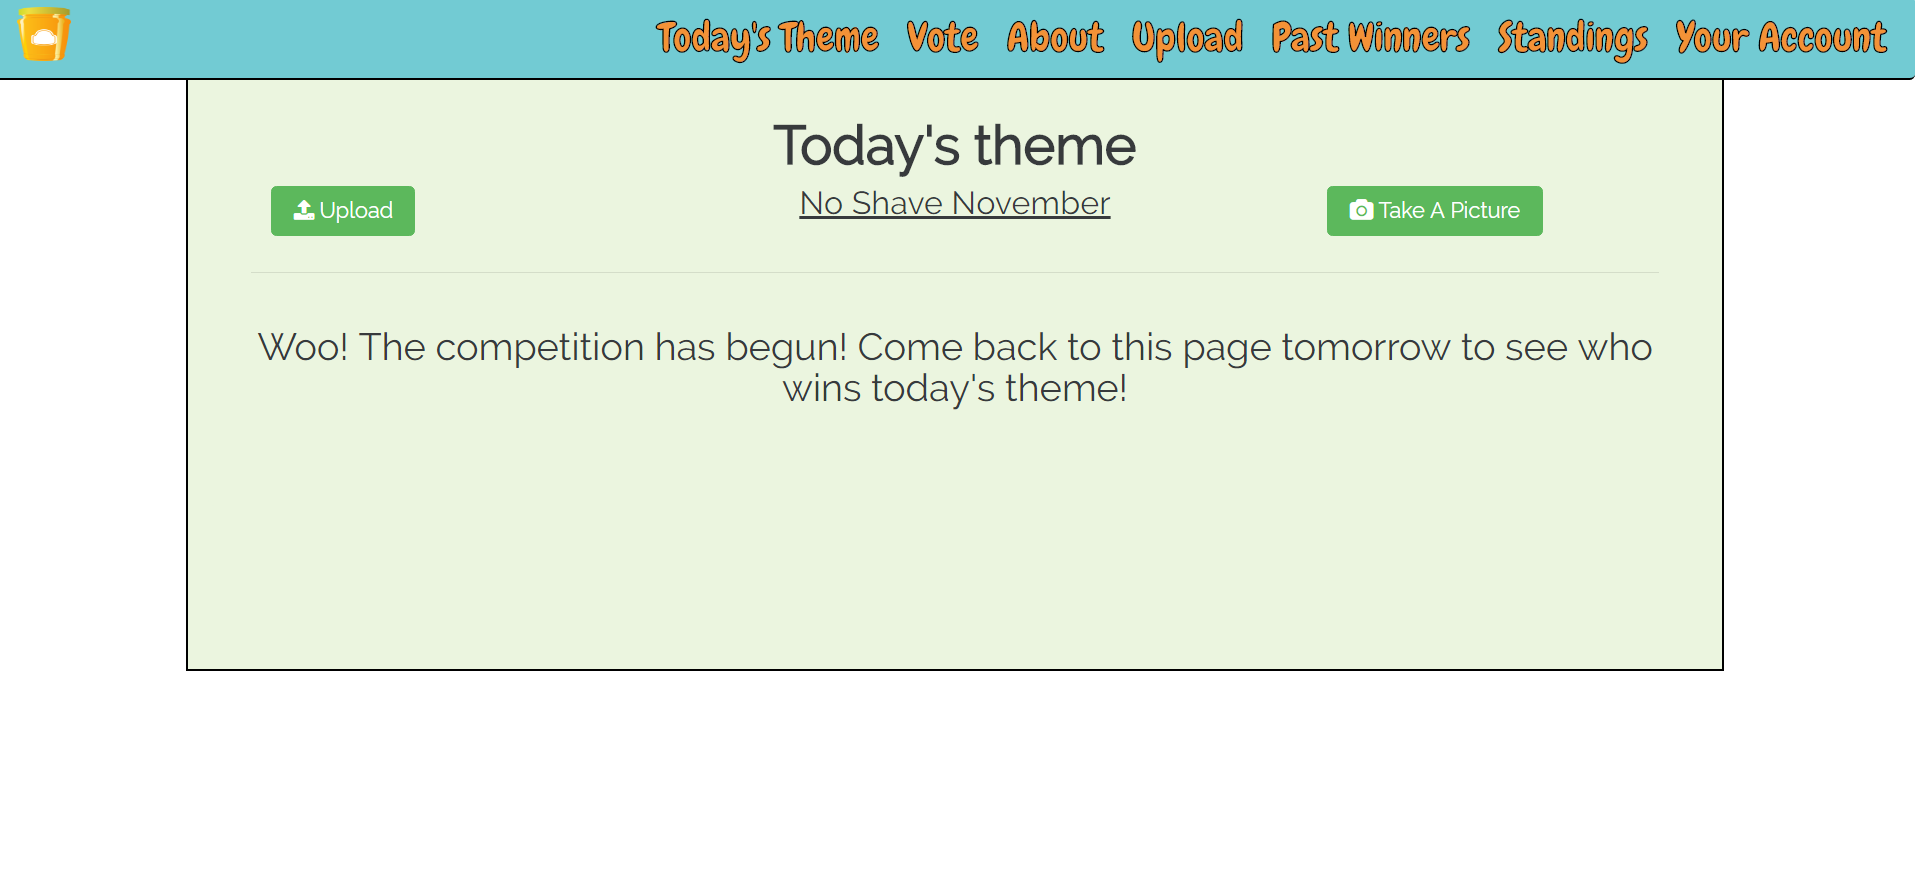 Today's Theme Vote About Upload Past Winners Standings Your Account
Today's theme
Upload No Shave November Take A Picture
Woo! The competition has begun! Come back to this page tomorrow to see who
wins today's theme!